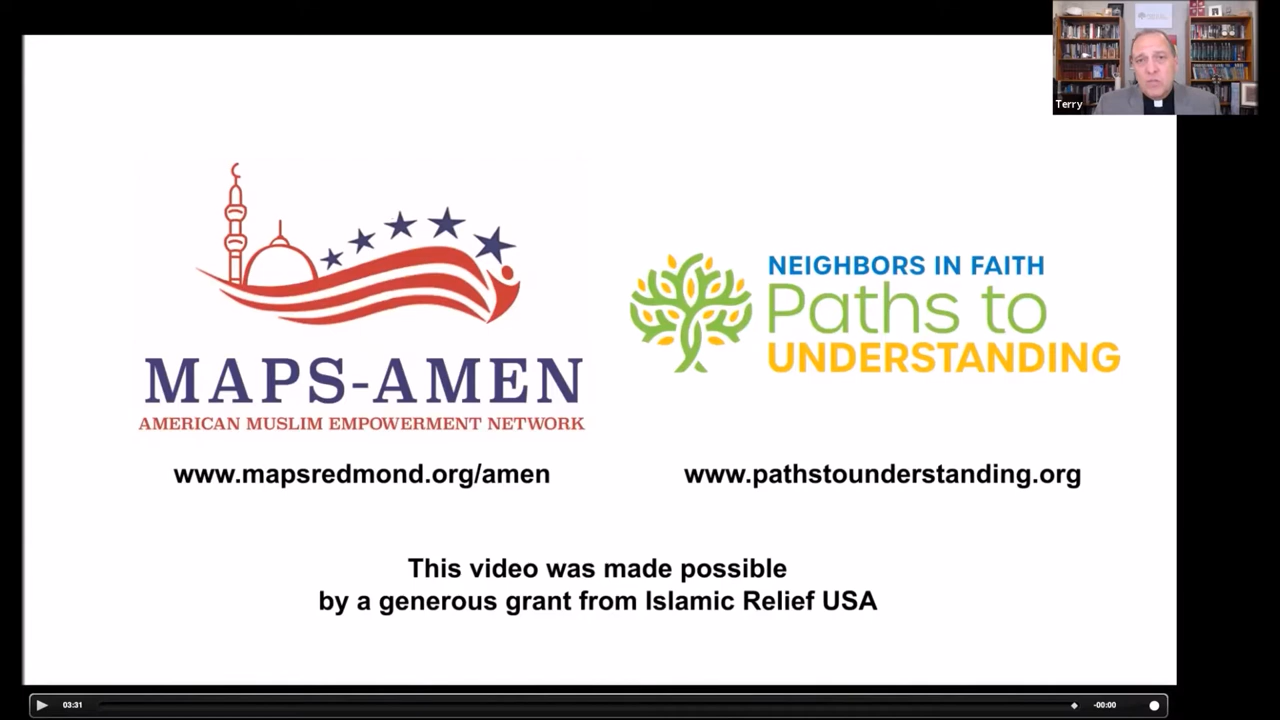 Terry
MAPS-AMEN
AMERICAN MUSLIM EMPOWERMENT NETWORK
www.mapsredmond.org/amen
NEIGHBORS IN FAITH
Paths to
UNDERSTANDING
www.pathstounderstanding.org
This video was made possible
by a generous grant from Islamic Relief USA
03:31
-00:00